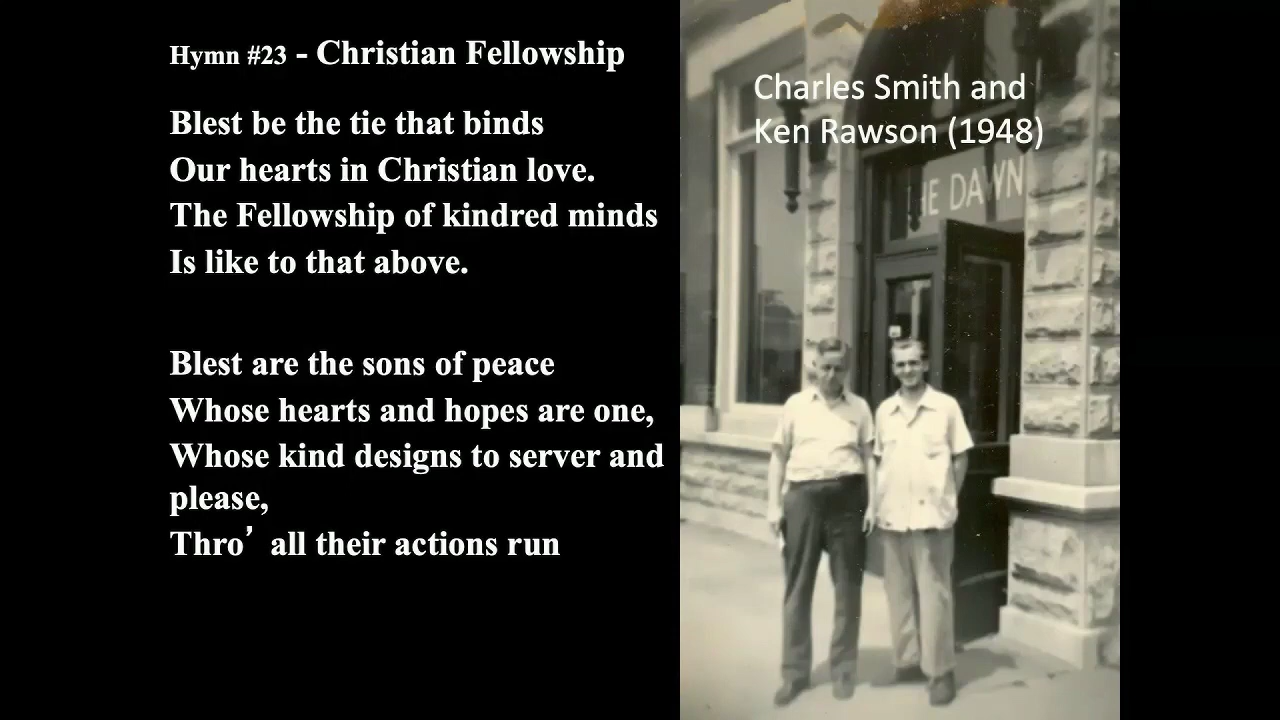 Hymn #23 - Christian Fellowship
Blest be the tie that binds
Our hearts in Christian love.
The Fellowship of kindred minds
Is like to that above.
Blest are the sons of peace
Whose hearts and hopes are one,
Whose kind designs to server and
please,
Thro’ all their actions run
Charles Smith and
Ken Rawson (1948)
THE DAWN